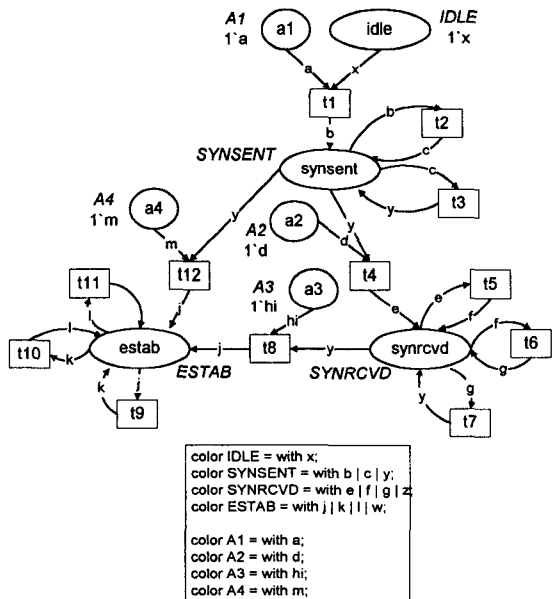 A1
1`a
a1
idle
IDLE
1`x
a
x
t1
b
b
t2
c
SYNSENT
synsent
c
t3
y
A4
1`m
a4
m
y
A2
1`d
a2
d
y
t4
t12
t11
j
A3
1`hi
a3
hi
e
e
t5
f
l
l
t10
k
estab
ESTAB
j
t8
y
synrcvd
SYNRCVD
f
t6
g
k
j
t9
y
g
t7
color IDLE = with x;
color SYNSENT = with b | c | y;
color SYNRCVD = with e | f | g | z;
color ESTAB = with j | k | l | w;
color A1 = with a;
color A2 = with d;
color A3 = with hi;
color A4 = with m;